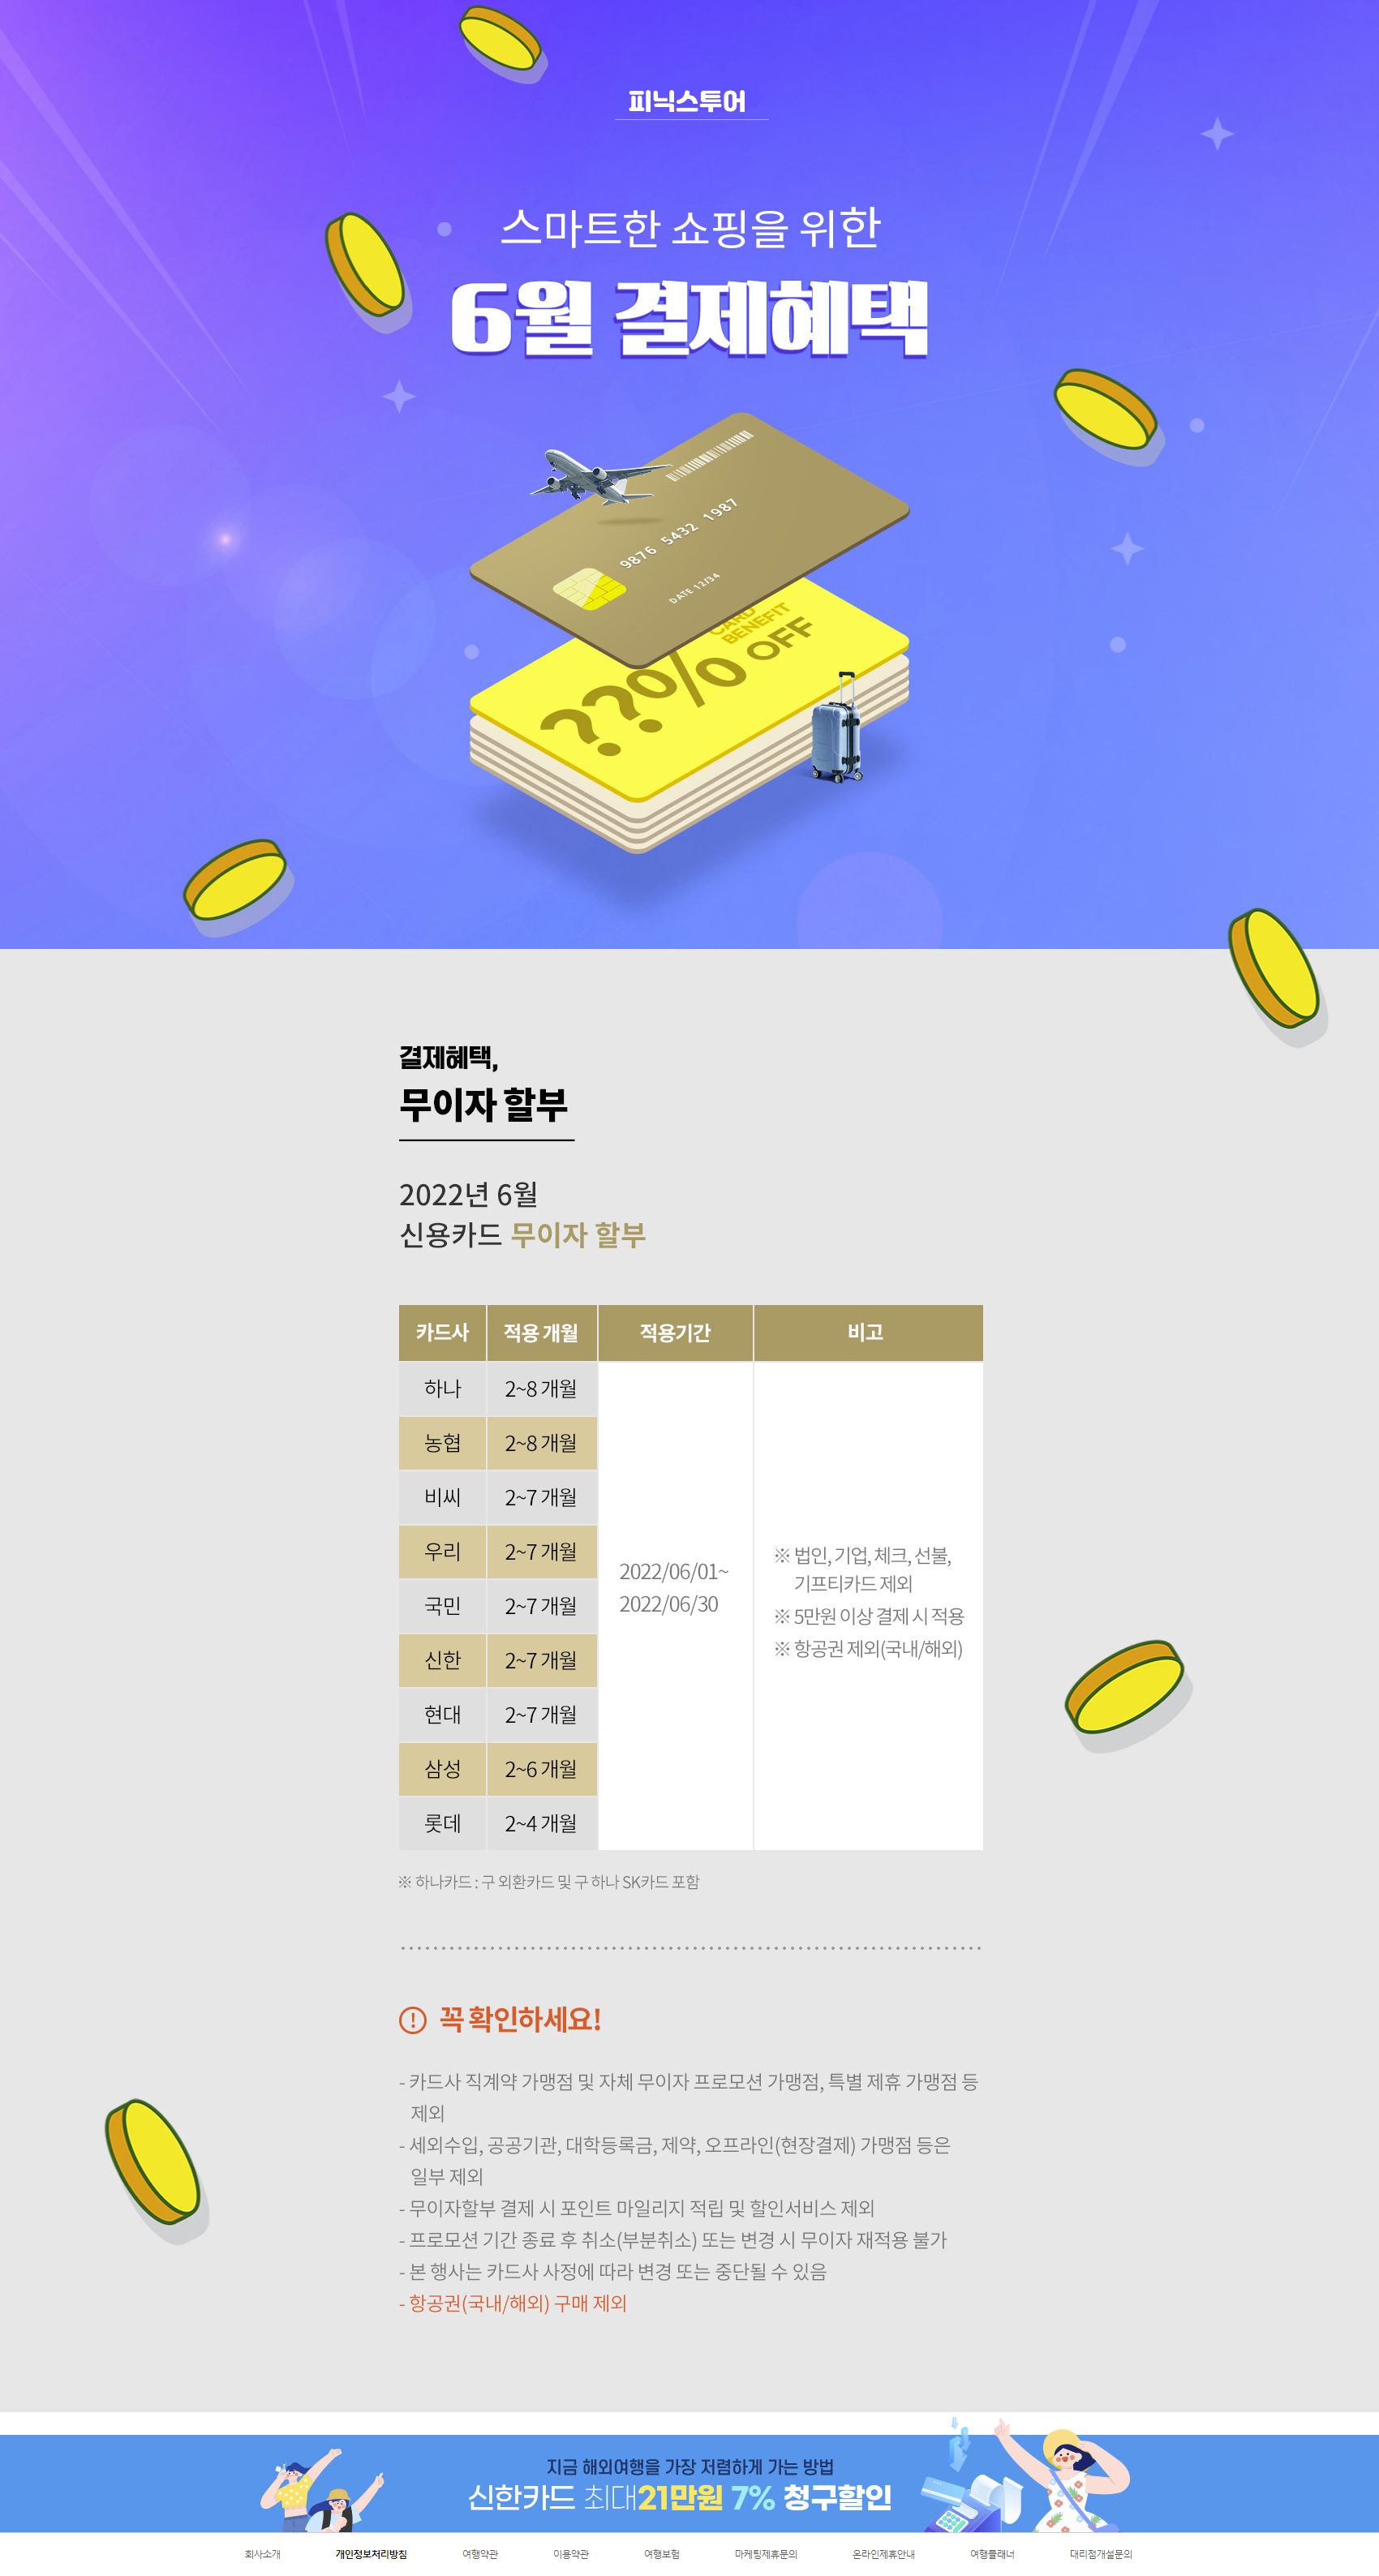 피닉스투어
스마트한 쇼핑을 위한
6월 결제혜택
9876 5432 1987
DATE 12/34
CARD
BENEFIT
??% OFF
결제혜택,
무이자 할부
2022년 6월
신용카드 무이자 할부
카드사 적용 개월 적용기간 비고
하나 2~8 개월
농협 2~8 개월
비씨 2~7 개월
우리 2~7 개월
국민 2~7 개월
신한 2~7 개월
현대 2~7 개월
삼성 2~6 개월
롯데 2~4 개월
2022/06/01~
2022/06/30
※ 법인, 기업, 체크, 선불,
기프티카드 제외
※ 5만원 이상 결제 시 적용
※ 항공권 제외(국내/해외)
※ 하나카드 : 구 외환카드 및 구 하나 SK카드 포함
꼭 확인하세요!
- 카드사 직계약 가맹점 및 자체 무이자 프로모션 가맹점, 특별 제휴 가맹점 등
제외
- 세외수입, 공공기관, 대학등록금, 제약, 오프라인(현장결제) 가맹점 등은
일부 제외
- 무이자할부 결제 시 포인트 마일리지 적립 및 할인서비스 제외
- 프로모션 기간 종료 후 취소(부분취소) 또는 변경 시 무이자 재적용 불가
- 본 행사는 카드사 사정에 따라 변경 또는 중단될 수 있음
- 항공권(국내/해외) 구매 제외
지금 해외여행을 가장 저렴하게 가는 방법
신한카드 최대21만원 7% 청구할인
회사소개 개인정보처리방침 여행약관 이용약관 여행보험 마케팅제휴문의 온라인제휴안내 여행플래너 대리점개설문의